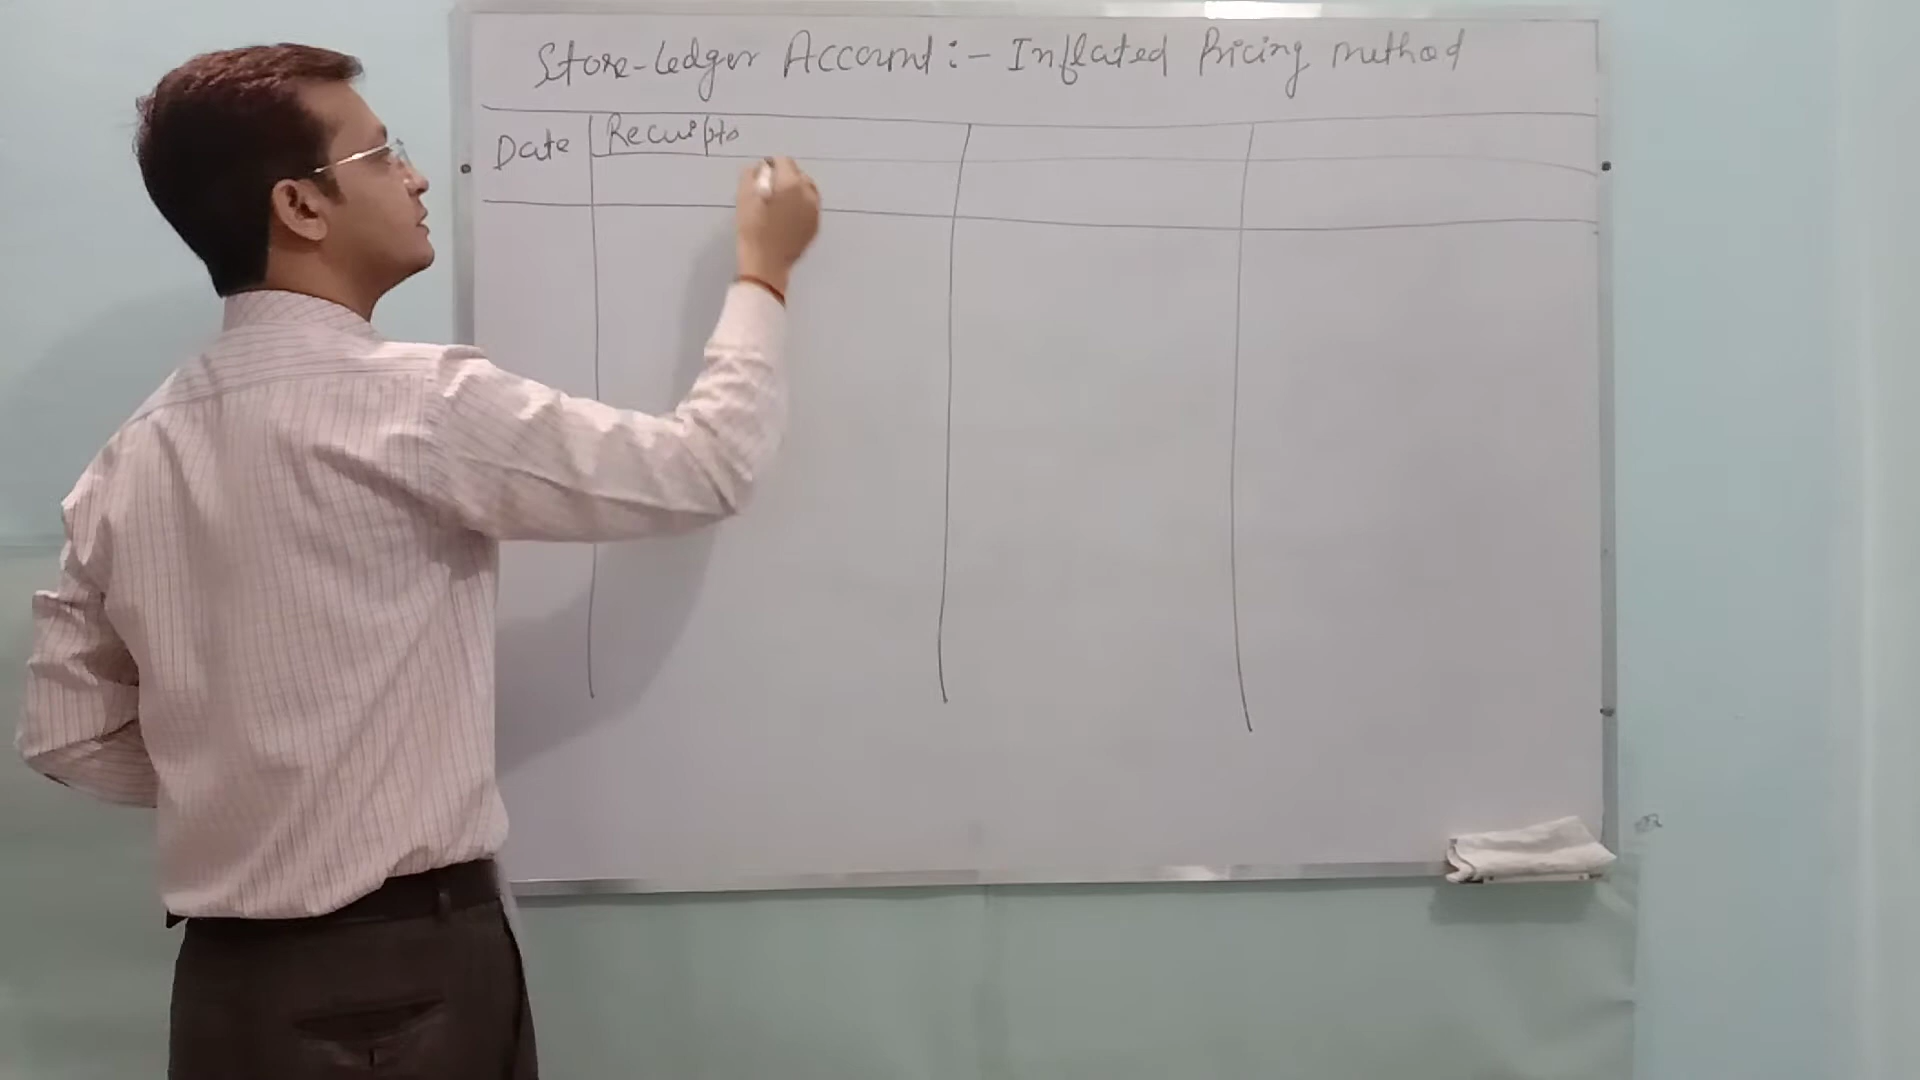 Store-Ledger Account:- Inflated Pricing method
Date Receipts